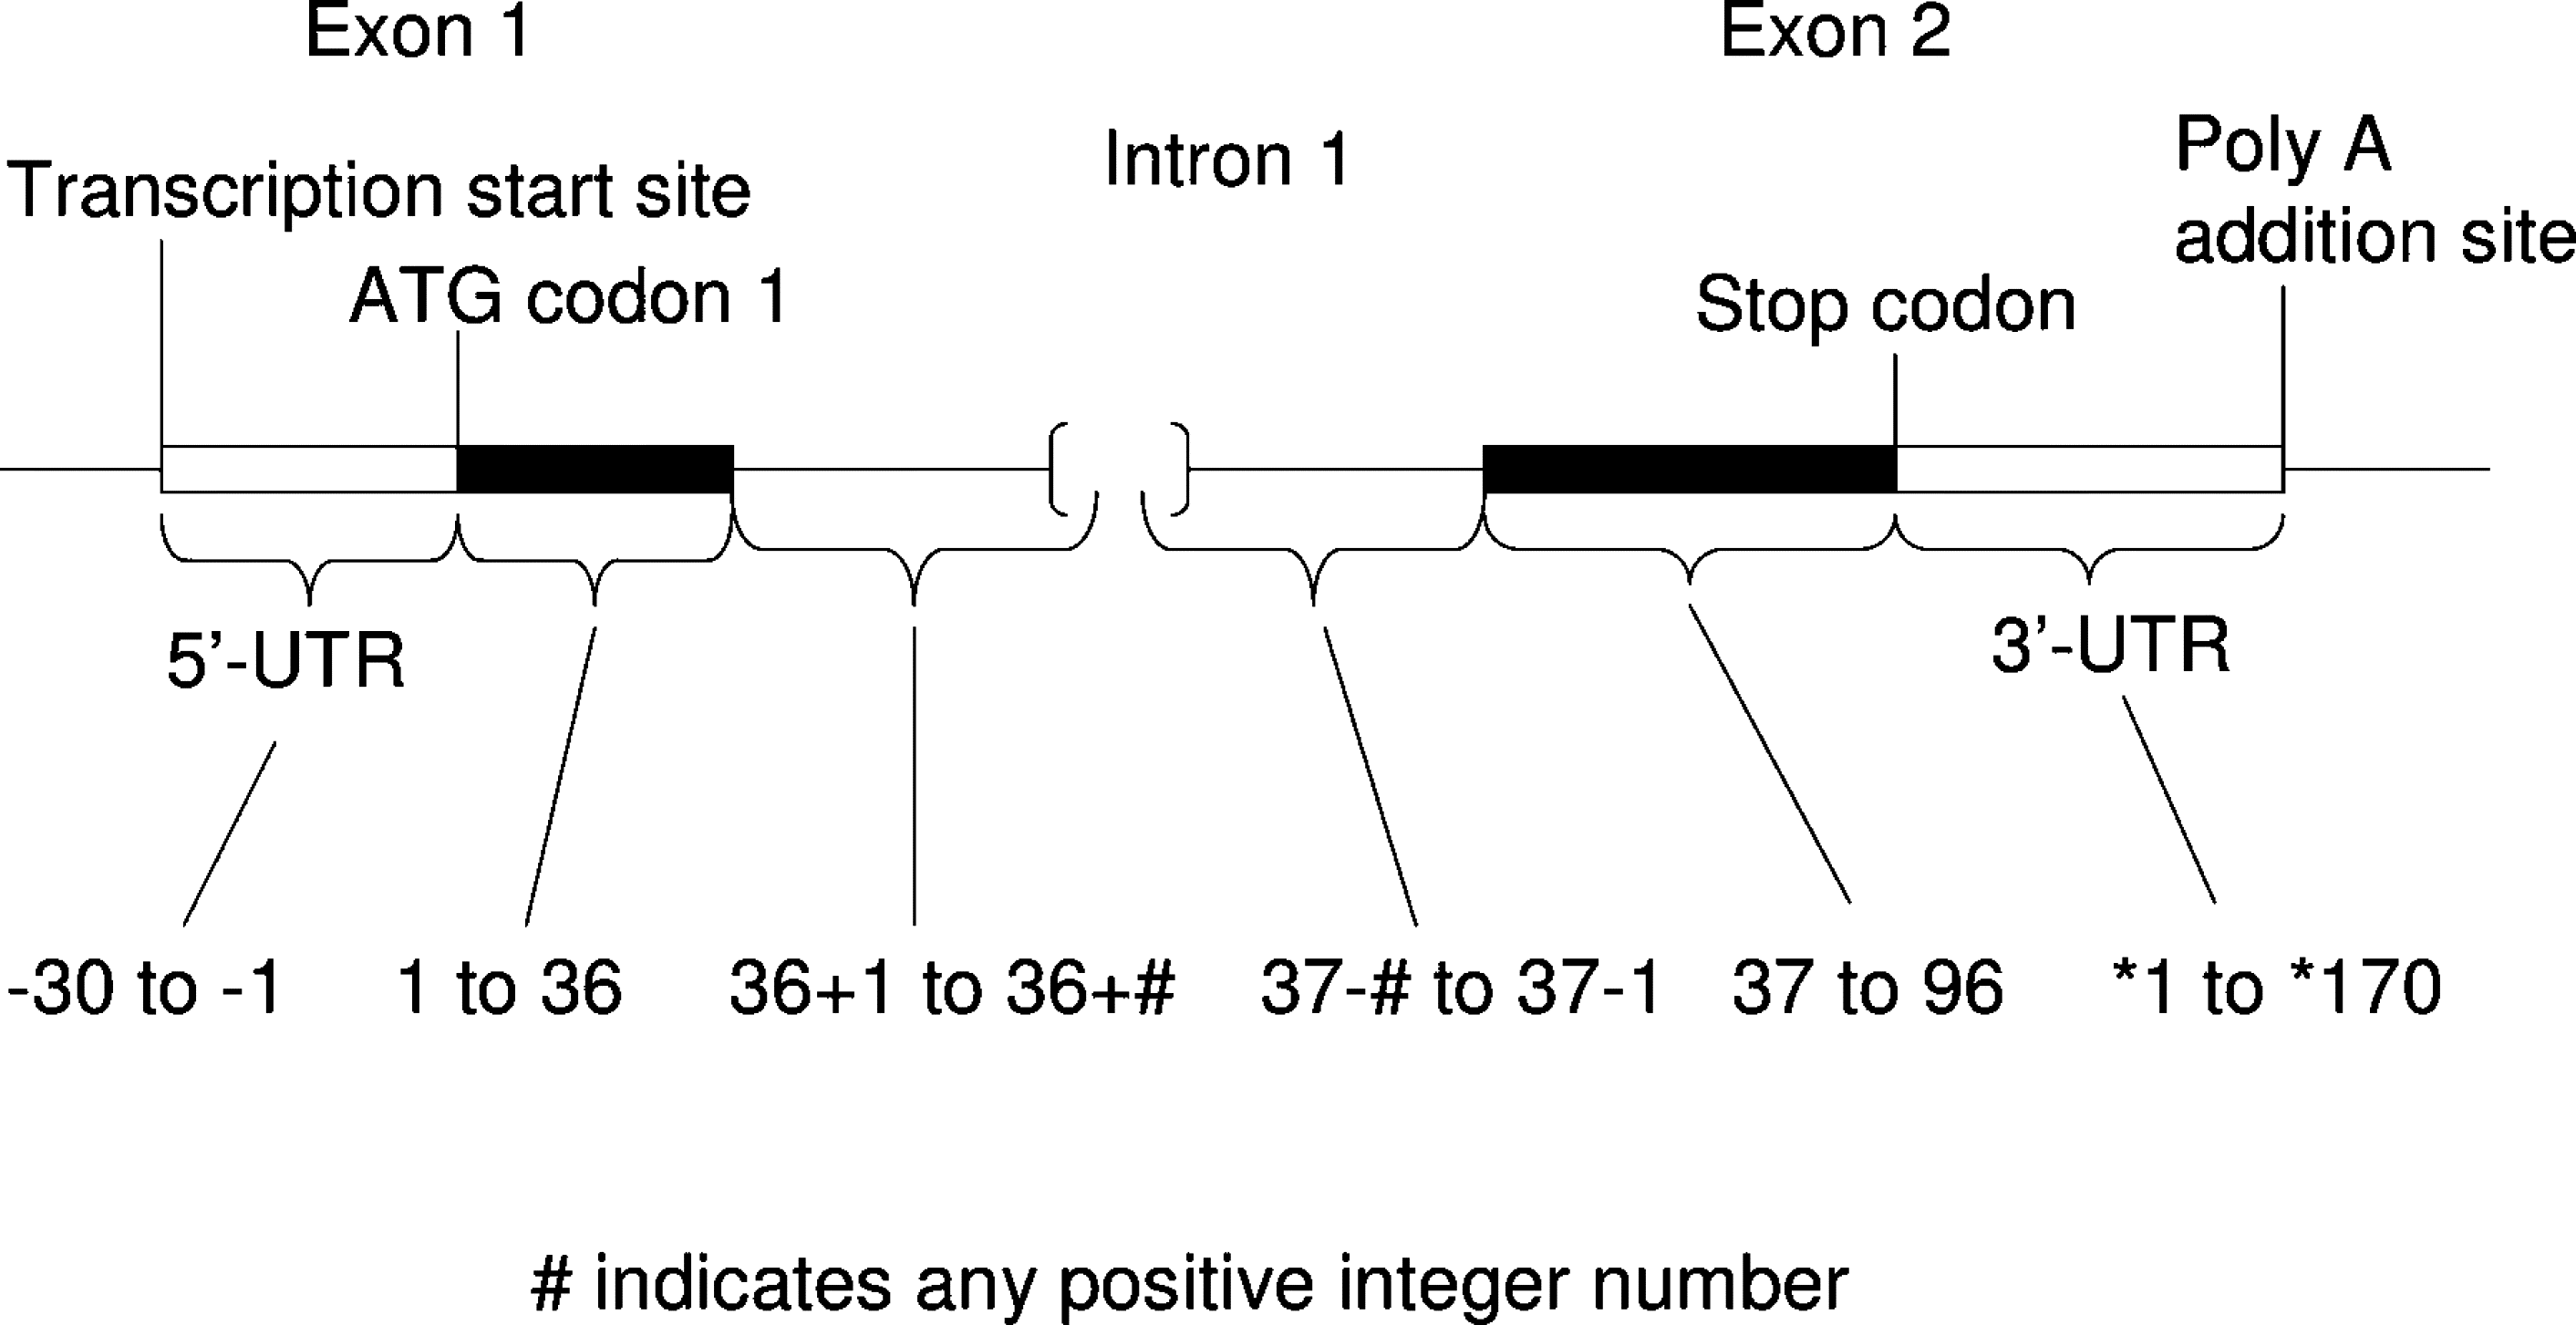 Exon 1
Exon 2
Transcription start site
Intron 1
Poly A
addition site
ATG codon 1
Stop codon
5’-UTR
3’-UTR
-30 to -1
1 to 36
36+1 to 36+#
37-# to 37-1
37 to 96
*1 to *170
# indicates any positive integer number